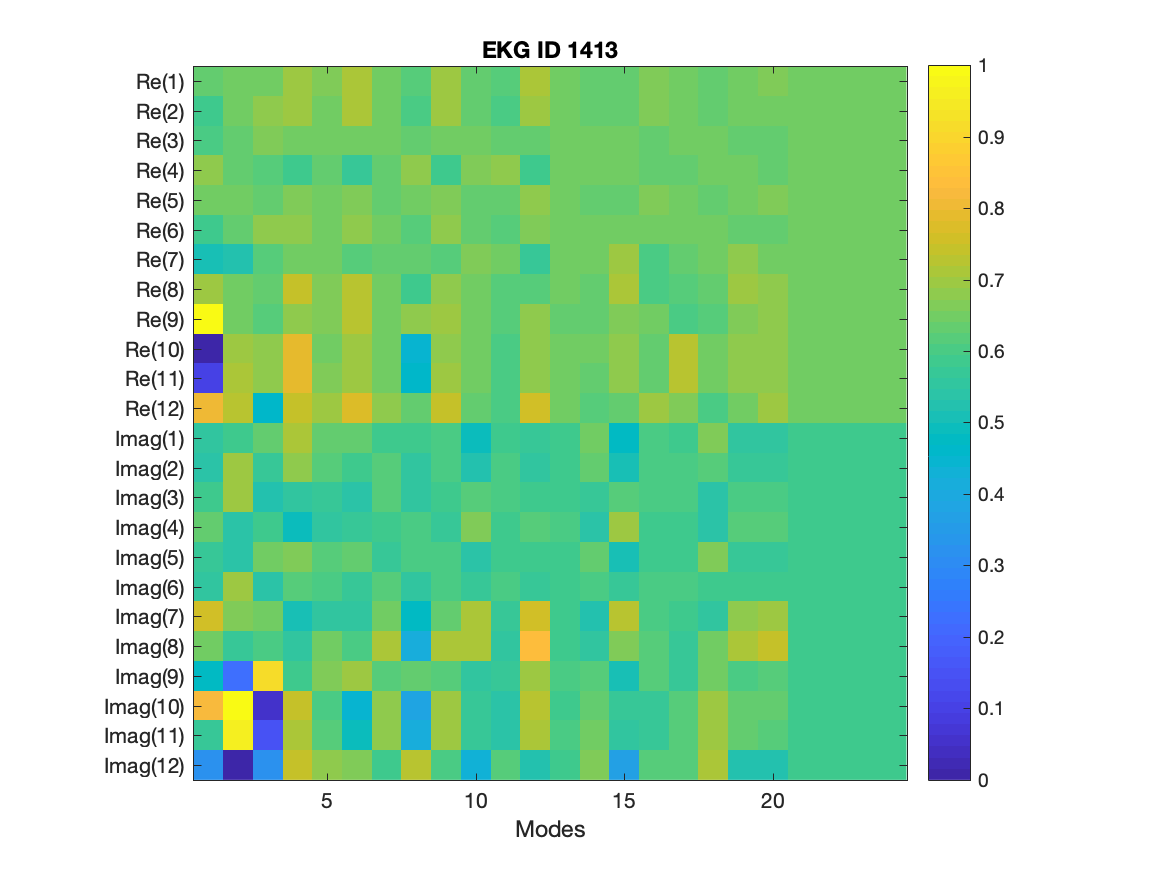 EKG ID 1413
Re(1)
Re(2)
Re(3)
Re(4)
Re(5)
Re(6)
Re(7)
Re(8)
Re(9)
Re(10)
Re(11)
Re(12)
Imag(1)
Imag(2)
Imag(3)
Imag(4)
Imag(5)
Imag(6)
Imag(7)
Imag(8)
Imag(9)
Imag(10)
Imag(11)
Imag(12)
5 10 15 20
Modes
1
0.9
0.8
0.7
0.6
0.5
0.4
0.3
0.2
0.1
0